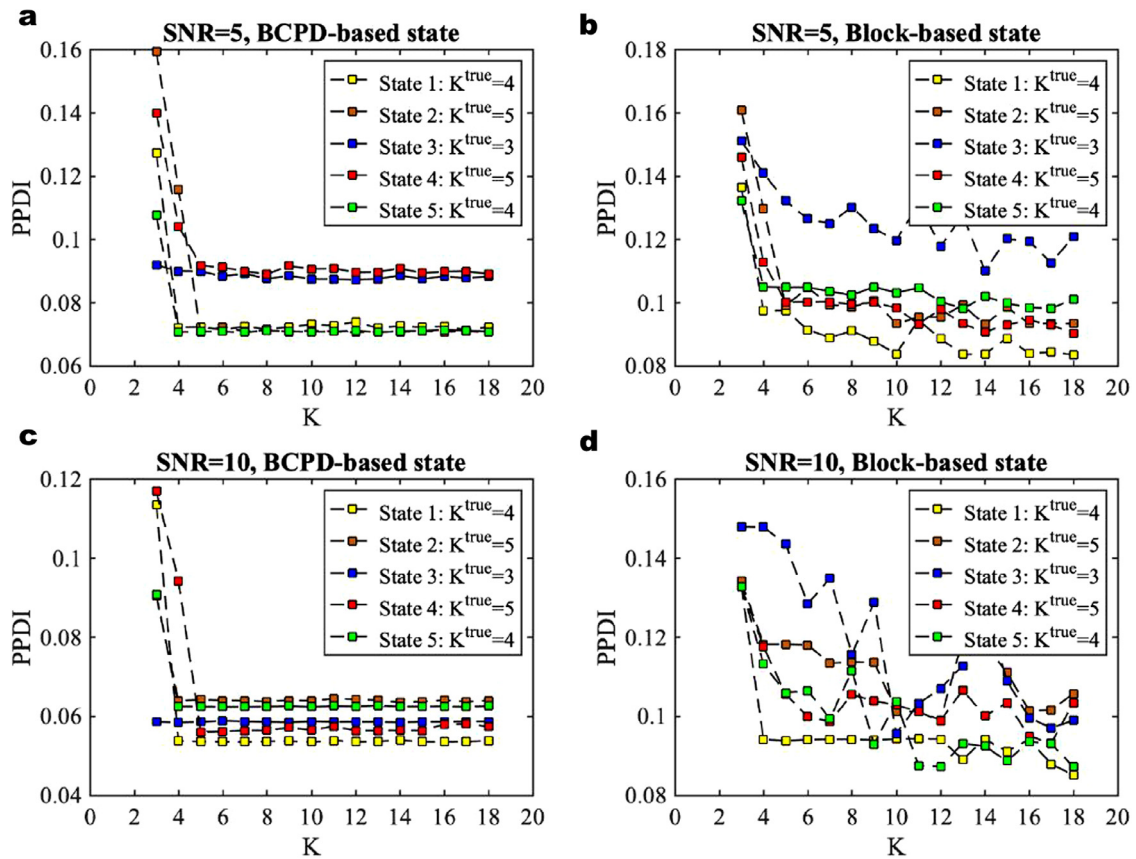 a
SNR=5, BCPD-based state
0.16
0.14
0.12
0.1
0.08
0.06
PPDI
0 2 4 6 8 10 12 14 16 18 20
K
State 1: K^true=4
State 2: K^true=5
State 3: K^true=3
State 4: K^true=5
State 5: K^true=4
b
SNR=5, Block-based state
0.18
0.16
0.14
0.12
0.1
0.08
PPDI
0 2 4 6 8 10 12 14 16 18 20
K
State 1: K^true=4
State 2: K^true=5
State 3: K^true=3
State 4: K^true=5
State 5: K^true=4
c
SNR=10, BCPD-based state
0.12
0.1
0.08
0.06
0.04
PPDI
0 2 4 6 8 10 12 14 16 18 20
K
State 1: K^true=4
State 2: K^true=5
State 3: K^true=3
State 4: K^true=5
State 5: K^true=4
d
SNR=10, Block-based state
0.16
0.14
0.12
0.1
0.08
PPDI
0 2 4 6 8 10 12 14 16 18 20
K
State 1: K^true=4
State 2: K^true=5
State 3: K^true=3
State 4: K^true=5
State 5: K^true=4